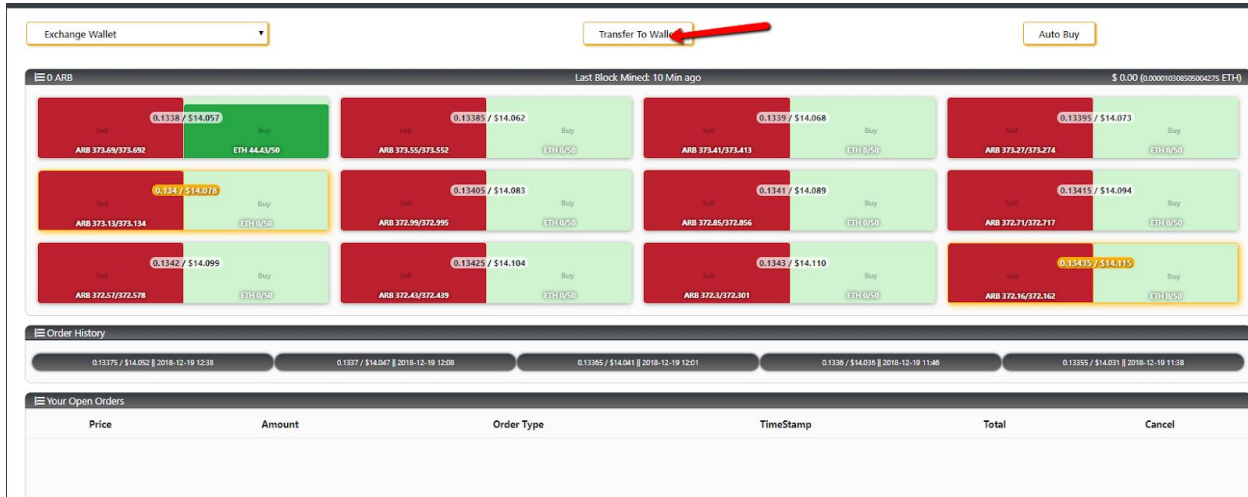 Exchange Wallet
Transfer To Wallet
Auto Buy
0 ARB
Last Block Mined: 10 Min ago
$ 0.00 (0.000010308505004275 ETH)
0.1338 / $14.057
Sell
Buy
ARB 373.69/373.692
ETH 44.43/50
0.13385 / $14.062
Sell
Buy
ARB 373.55/373.552
ETH 0/50
0.1339 / $14.068
Sell
Buy
ARB 373.41/373.413
ETH 0/50
0.13395 / $14.073
Sell
Buy
ARB 373.27/373.274
ETH 0/50
0.134 / $14.078
Sell
Buy
ARB 373.13/373.134
ETH 0/50
0.13405 / $14.083
Sell
Buy
ARB 372.99/372.995
ETH 0/50
0.1341 / $14.089
Sell
Buy
ARB 372.85/372.856
ETH 0/50
0.13415 / $14.094
Sell
Buy
ARB 372.71/372.717
ETH 0/50
0.1342 / $14.099
Sell
Buy
ARB 372.57/372.578
ETH 0/50
0.13425 / $14.104
Sell
Buy
ARB 372.43/372.439
ETH 0/50
0.1343 / $14.110
Sell
Buy
ARB 372.3/372.301
ETH 0/50
0.13435 / $14.115
Sell
Buy
ARB 372.16/372.162
ETH 0/50
Order History
0.13375 / $14.052 || 2018-12-19 12:38
0.1337 / $14.047 || 2018-12-19 12:08
0.13365 / $14.041 || 2018-12-19 12:01
0.1336 / $14.036 || 2018-12-19 11:46
0.13355 / $14.031 || 2018-12-19 11:38
Your Open Orders
Price Amount Order Type TimeStamp Total Cancel